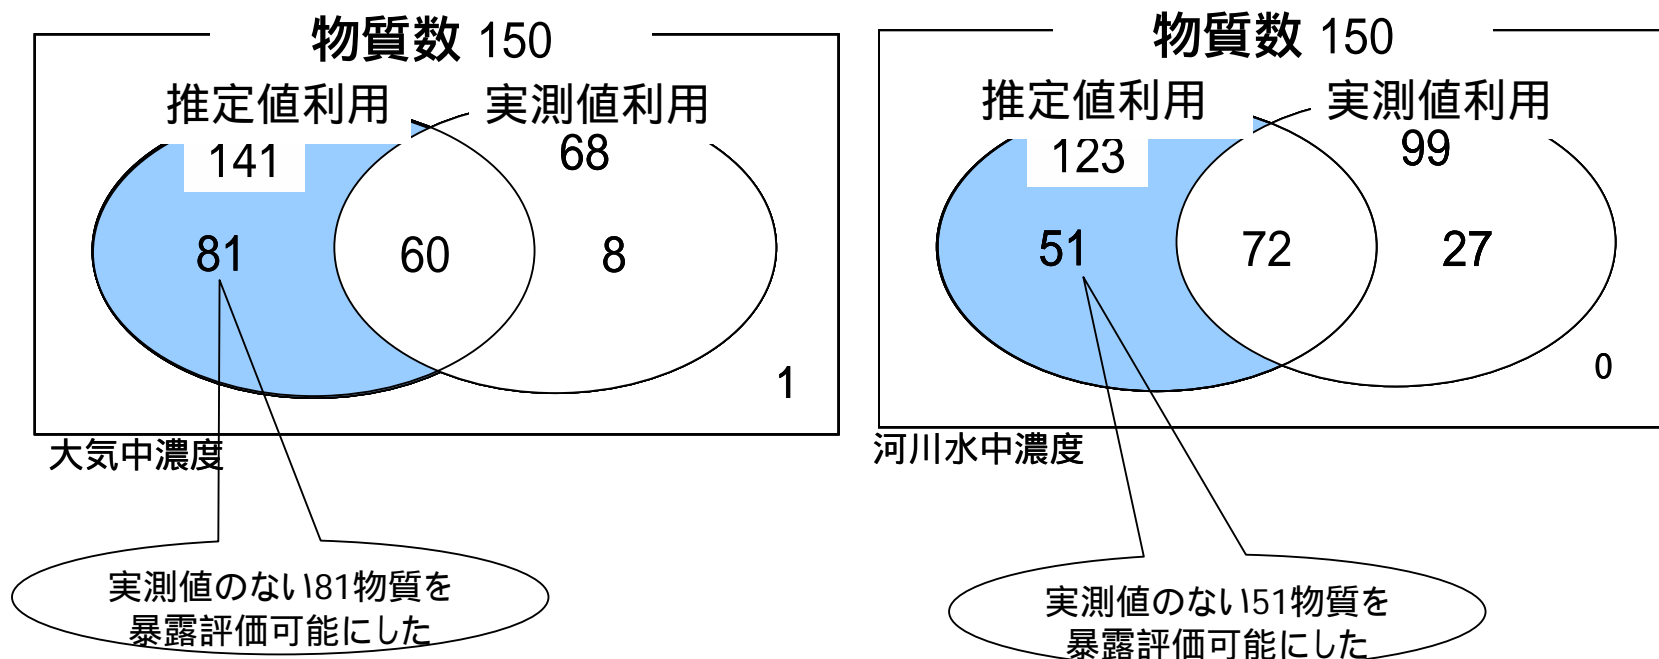 物質数 150
推定値利用
実測値利用
141
68
81
60
8
1
大気中濃度
実測値のない81物質を
暴露評価可能にした
物質数 150
推定値利用
実測値利用
123
99
51
72
27
0
河川水中濃度
実測値のない51物質を
暴露評価可能にした